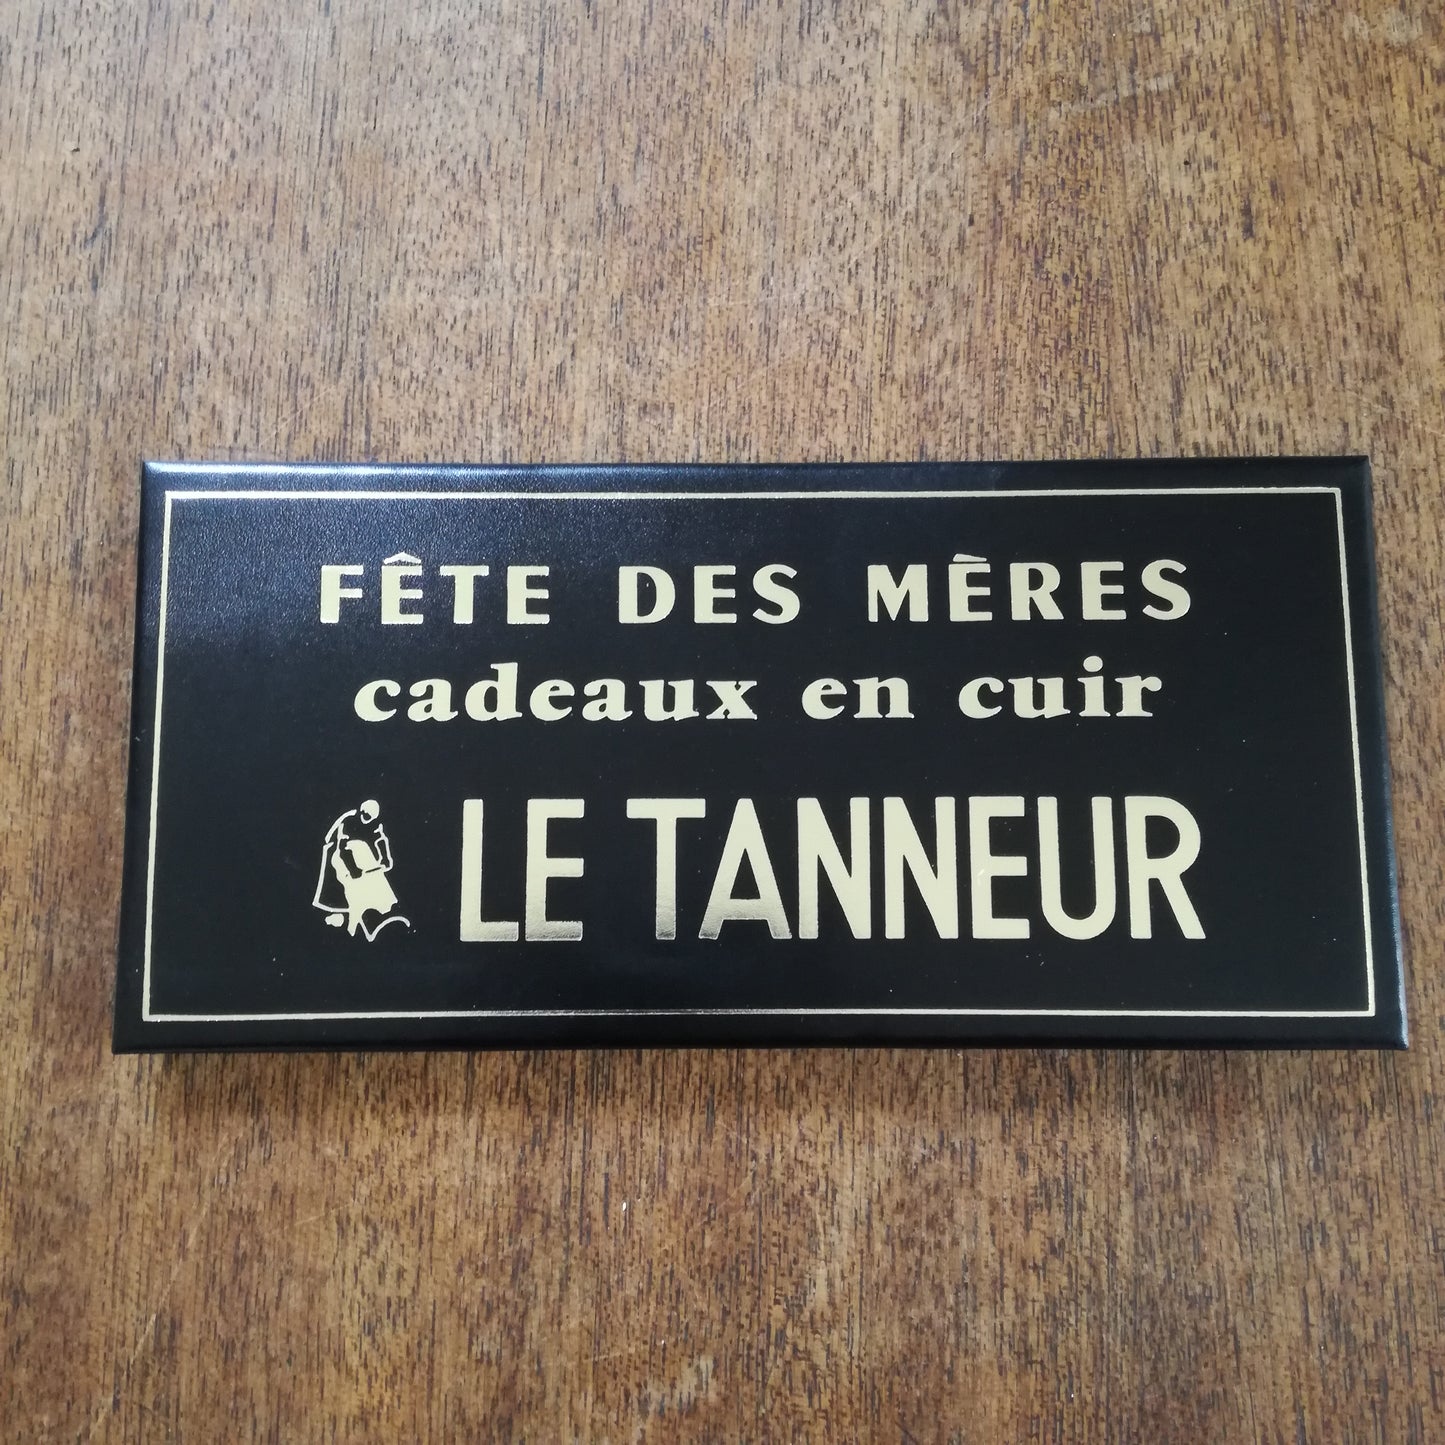 FÊTE DES MÈRES
cadeaux en cuir
LE TANNEUR